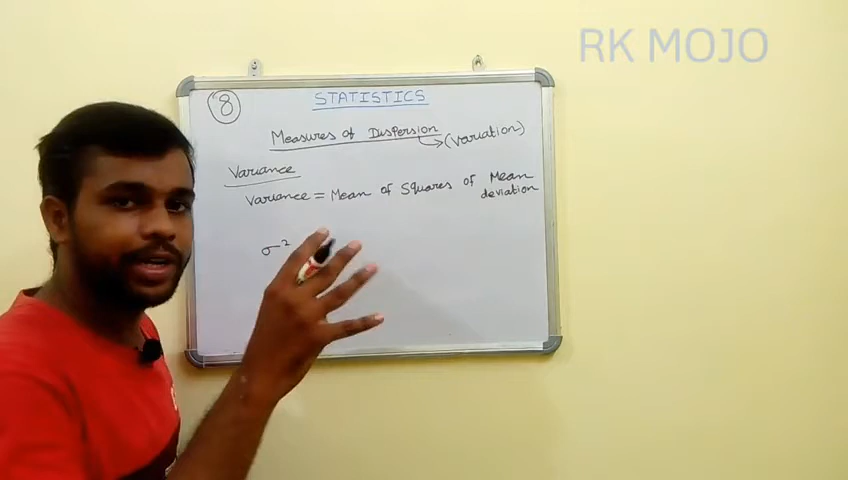 RK MOJO
8
STATISTICS
Measures of Dispersion
(variation)
Variance
Variance = Mean of Squares of Mean
deviation
σ²